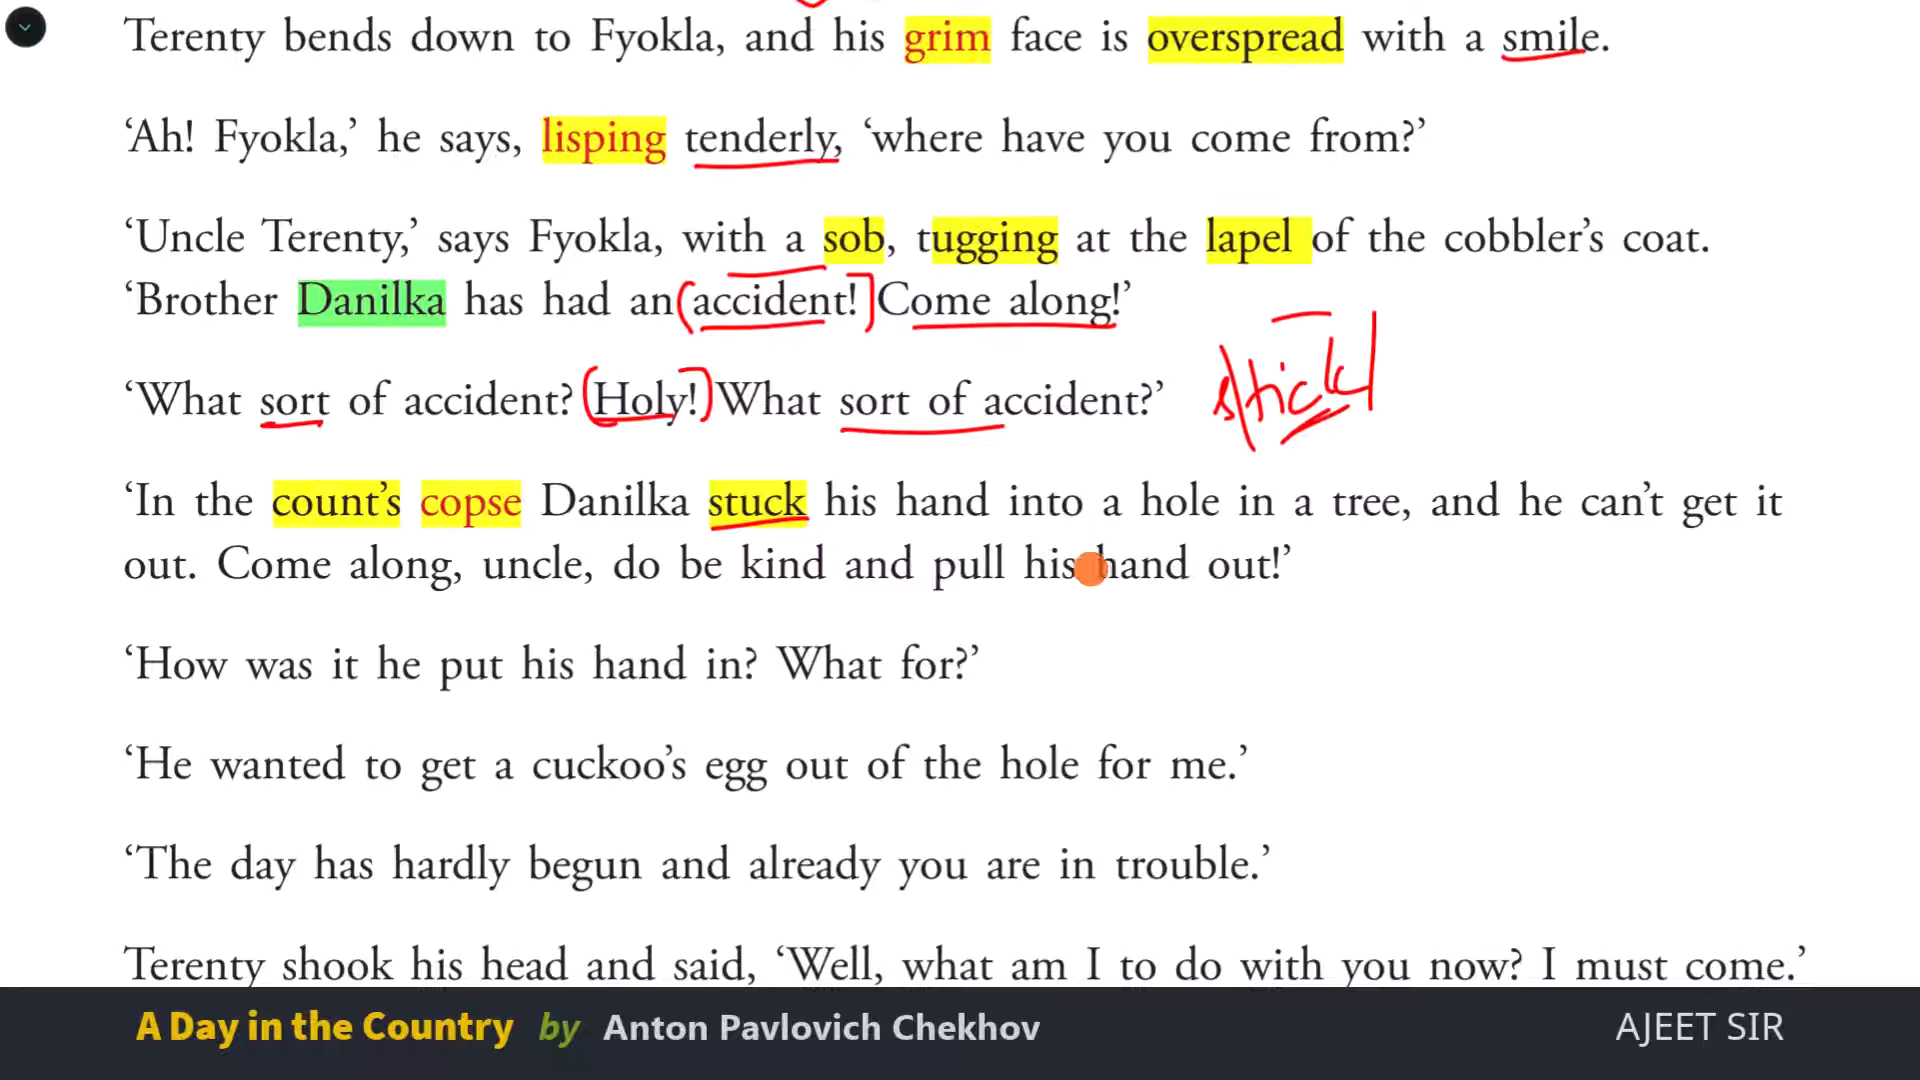 Terenty bends down to Fyokla, and his grim face is overspread with a smile.
‘Ah! Fyokla,’ he says, lisping tenderly, ‘where have you come from?’
‘Uncle Terenty,’ says Fyokla, with a sob, tugging at the lapel of the cobbler’s coat.
‘Brother Danilka has had an accident! Come along!’
‘What sort of accident? Holy! What sort of accident?’
stick
‘In the count’s copse Danilka stuck his hand into a hole in a tree, and he can’t get it
out. Come along, uncle, do be kind and pull his hand out!’
‘How was it he put his hand in? What for?’
‘He wanted to get a cuckoo’s egg out of the hole for me.’
‘The day has hardly begun and already you are in trouble.’
Terenty shook his head and said, ‘Well, what am I to do with you now? I must come.’
A Day in the Country by Anton Pavlovich Chekhov
AJEET SIR